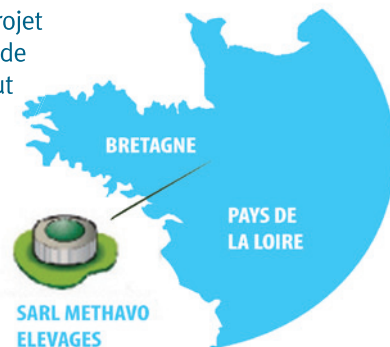 rojet
de
ut
BRETAGNE
PAYS DE
LA LOIRE
SARL METHAVO
ELEVAGES